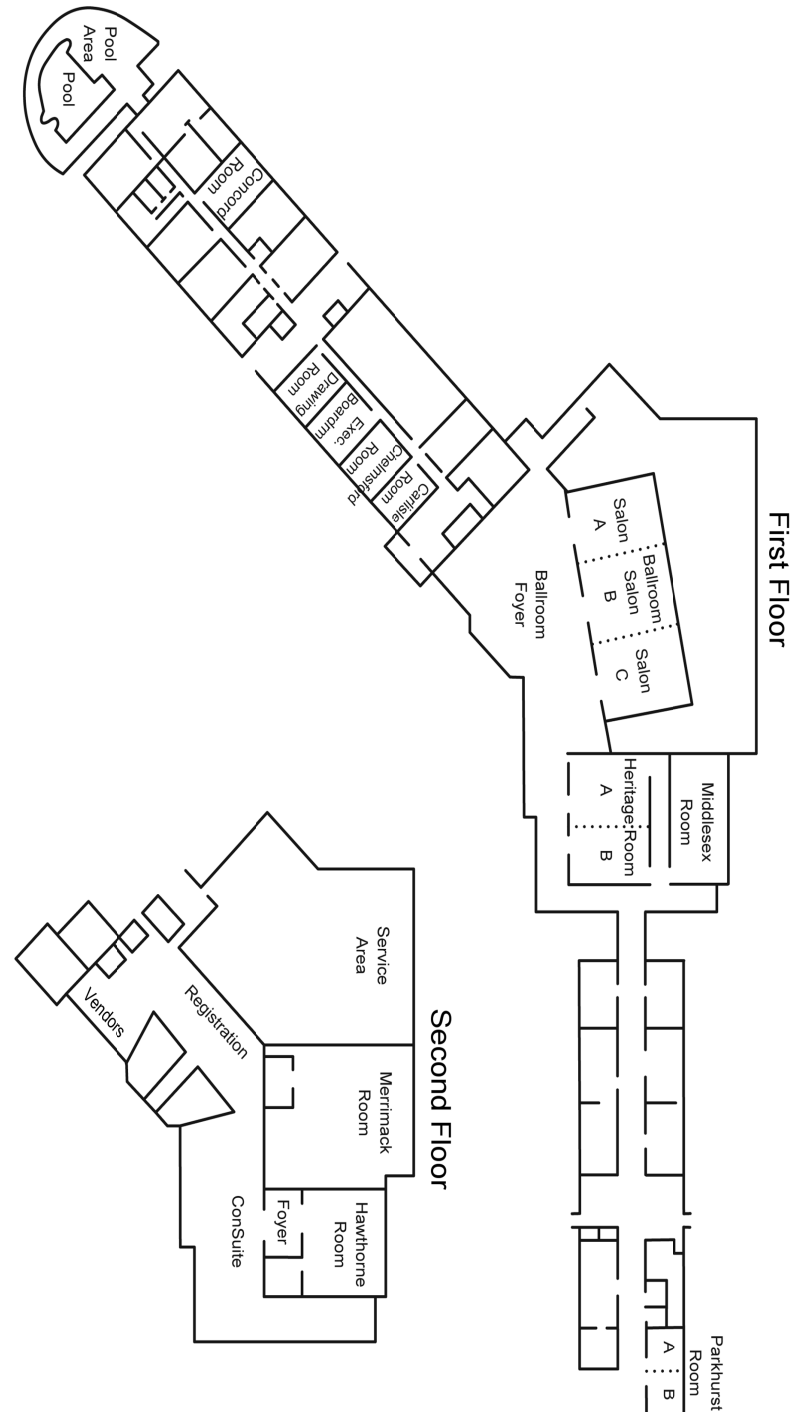 First Floor
Pool
Area
Pool
Concord
Room
Drawing
Room
Exec.
Boardrm
Chelmsford
Room
Carlisle
Room
Ballroom
Foyer
Ballroom
Salon
A
Salon
B
Salon
C
Heritage Room
A
B
Middlesex
Room
Parkhurst
Room
A
B
Second Floor
Service
Area
Registration
Vendors
Merrimack
Room
Hawthorne
Room
Foyer
ConSuite